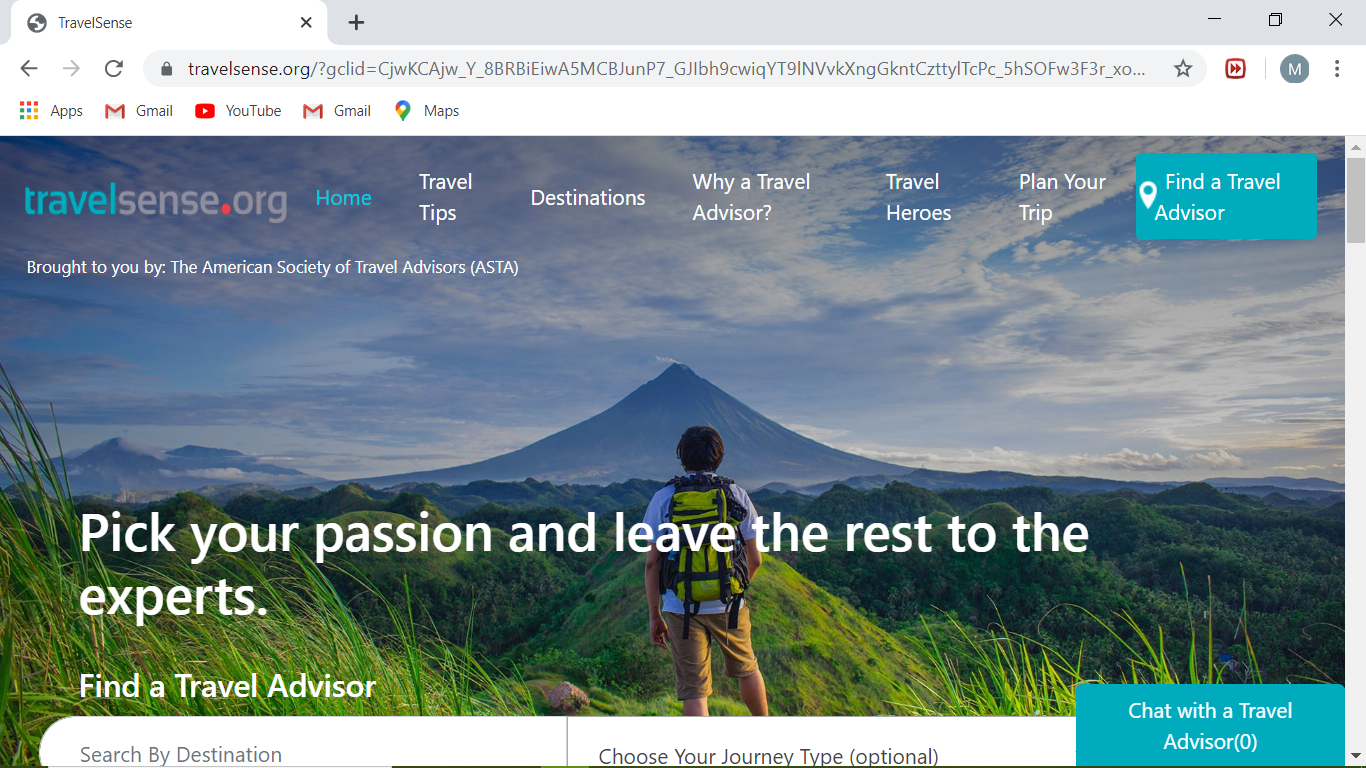 TravelSense
travelsense.org/?gclid=CjwKCAjw_Y_8BRBiEiwA5MCBJunP7_GJIbh9cwiqYT9lNVvkXngGkntCzttylTcPc_5hSOFw3F3r_xo...
M
Apps Gmail YouTube Gmail Maps
travelsense.org
Home
Travel
Tips
Destinations
Why a Travel
Advisor?
Travel
Heroes
Plan Your
Trip
Find a Travel
Advisor
Brought to you by: The American Society of Travel Advisors (ASTA)
Pick your passion and leave the rest to the
experts.
Find a Travel Advisor
Search By Destination
Choose Your Journey Type (optional)
Chat with a Travel
Advisor(0)